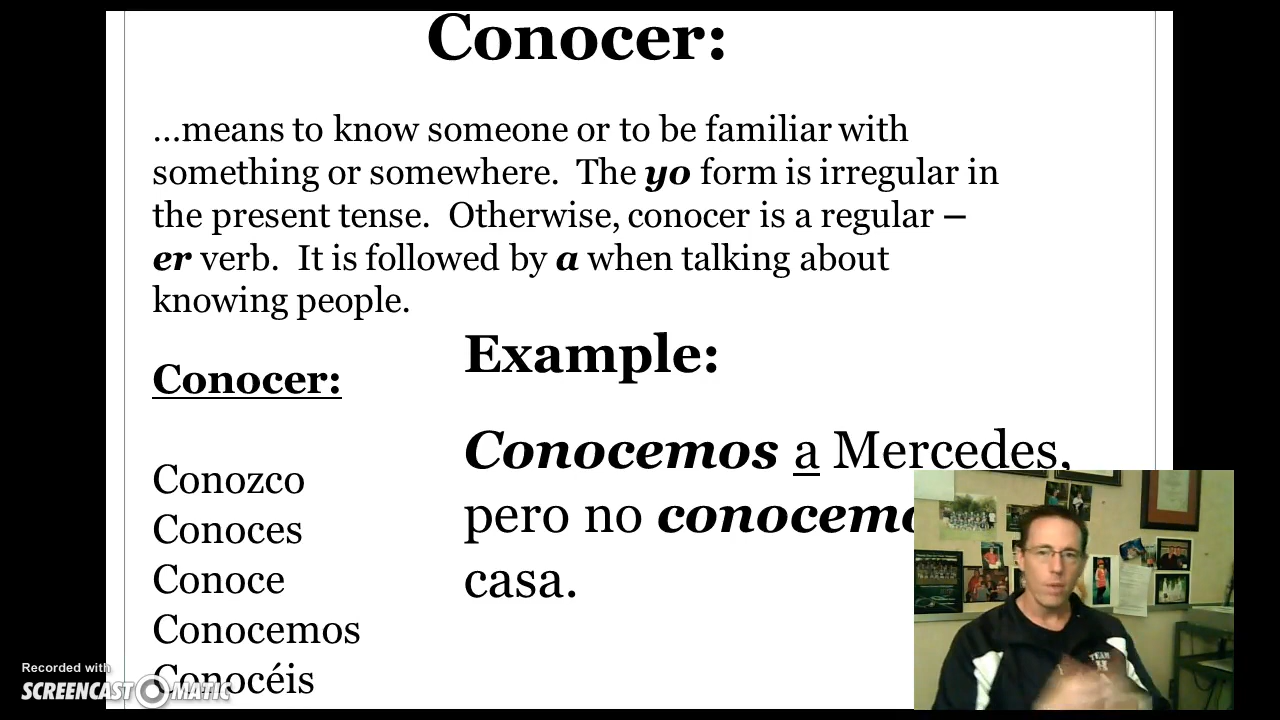 Conocer:
...means to know someone or to be familiar with
something or somewhere. The yo form is irregular in
the present tense. Otherwise, conocer is a regular –
er verb. It is followed by a when talking about
knowing people.
Example:
Conocer:
Conocemos a Mercedes,
pero no conocemo
casa.
Conozco
Conoces
Conoce
Conocemos
Conocéis
Recorded with
SCREENCAST MATIC